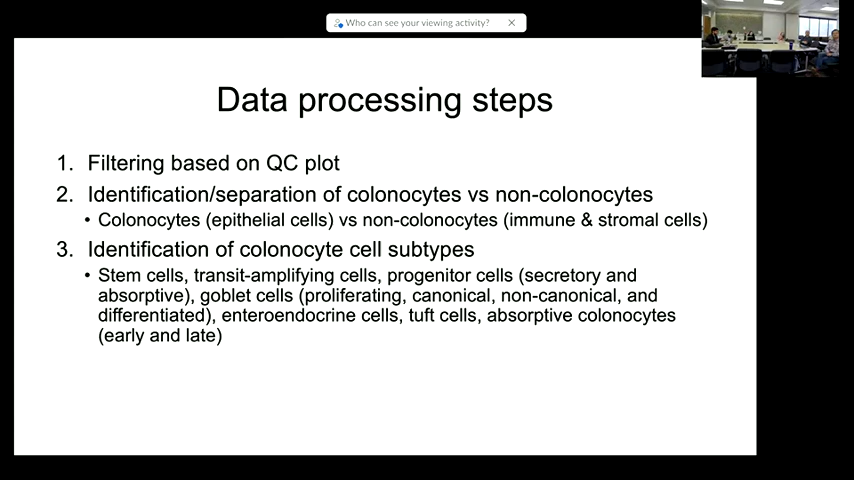 Who can see your viewing activity?
Data processing steps
1. Filtering based on QC plot
2. Identification/separation of colonocytes vs non-colonocytes
• Colonocytes (epithelial cells) vs non-colonocytes (immune & stromal cells)
3. Identification of colonocyte cell subtypes
• Stem cells, transit-amplifying cells, progenitor cells (secretory and
absorptive), goblet cells (proliferating, canonical, non-canonical, and
differentiated), enteroendocrine cells, tuft cells, absorptive colonocytes
(early and late)